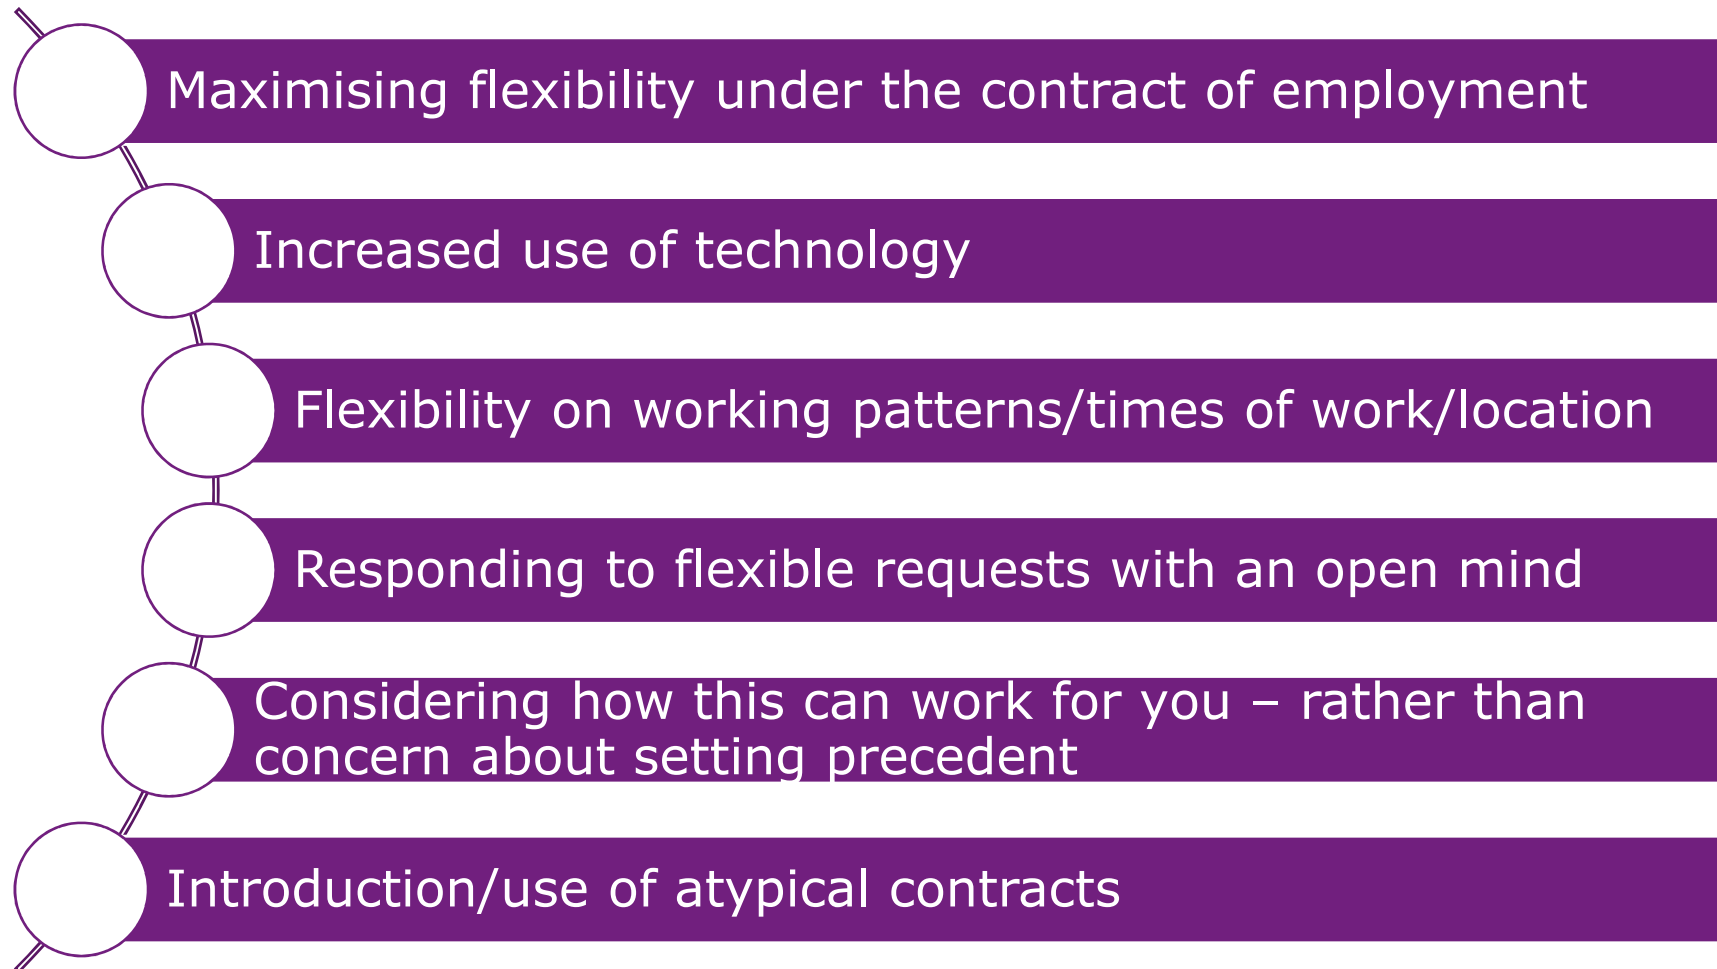 Maximising flexibility under the contract of employment
Increased use of technology
Flexibility on working patterns/times of work/location
Responding to flexible requests with an open mind
Considering how this can work for you – rather than
concern about setting precedent
Introduction/use of atypical contracts